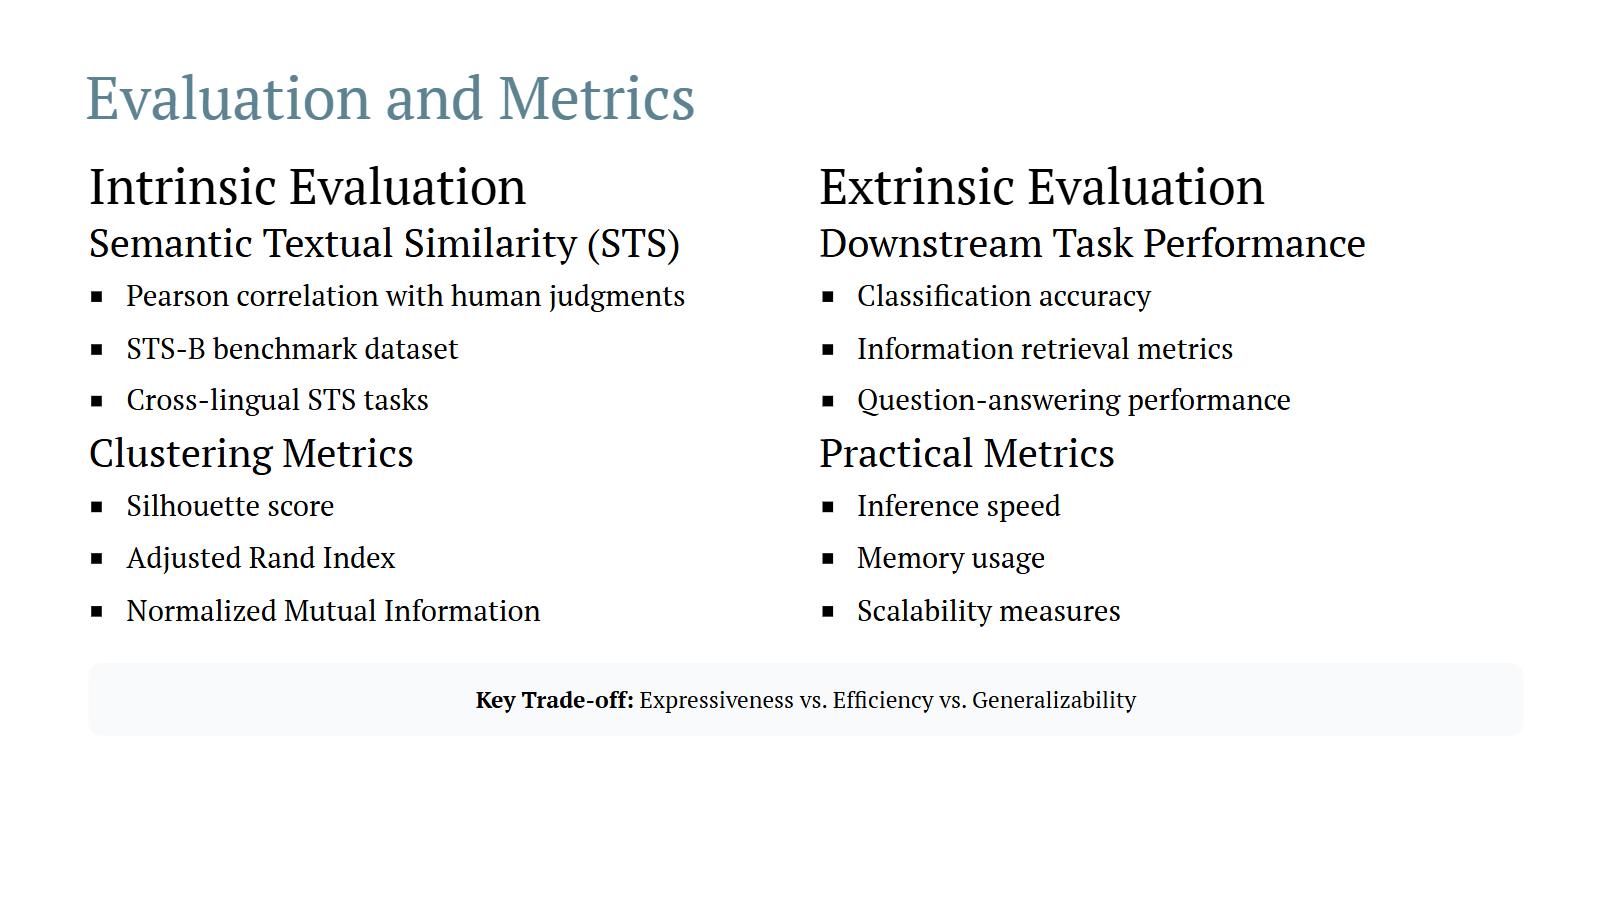 Evaluation and Metrics
Intrinsic Evaluation
Semantic Textual Similarity (STS)
Pearson correlation with human judgments
STS-B benchmark dataset
Cross-lingual STS tasks
Clustering Metrics
Silhouette score
Adjusted Rand Index
Normalized Mutual Information
Extrinsic Evaluation
Downstream Task Performance
Classification accuracy
Information retrieval metrics
Question-answering performance
Practical Metrics
Inference speed
Memory usage
Scalability measures
Key Trade-off: Expressiveness vs. Efficiency vs. Generalizability